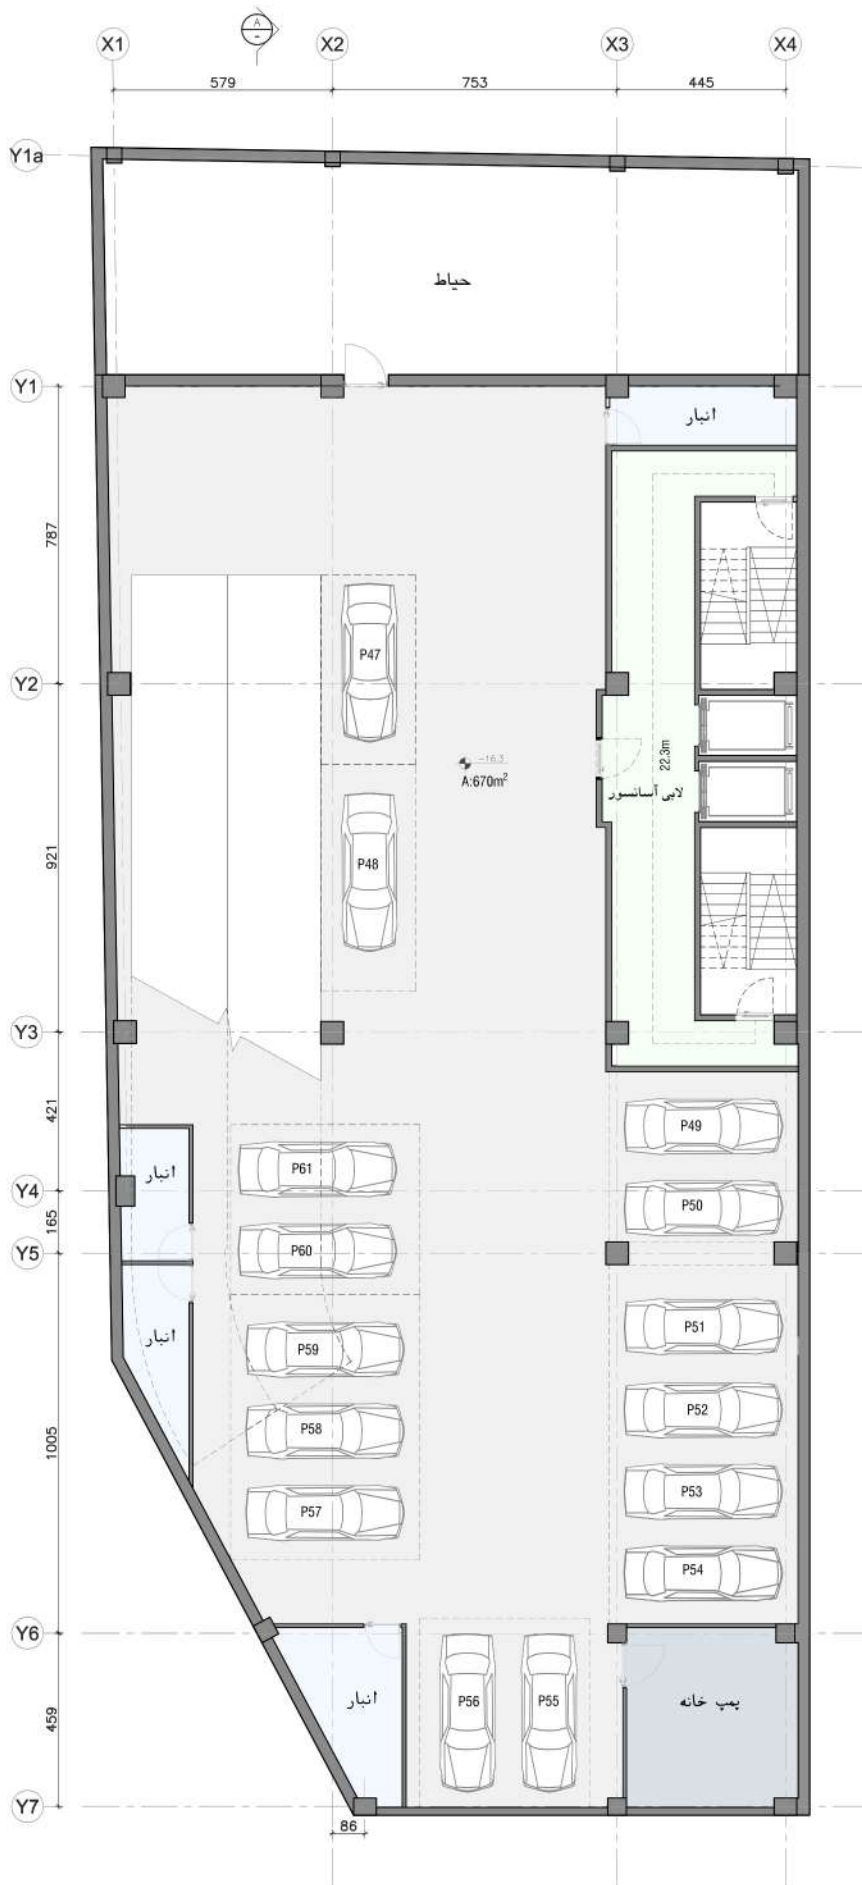 A
-
X1
X2
X3
X4
579
753
445
Y1a
حیاط
Y1
انبار
787
P47
Y2
-16.3
A:670m²
22.3m
لابی آسانسور
921
P48
Y3
421
P49
P61
انبار
Y4
P50
165
P60
Y5
P51
انبار
P59
P52
P58
1005
P53
P57
P54
Y6
P56
P55
انبار
پمپ خانه
459
Y7
86